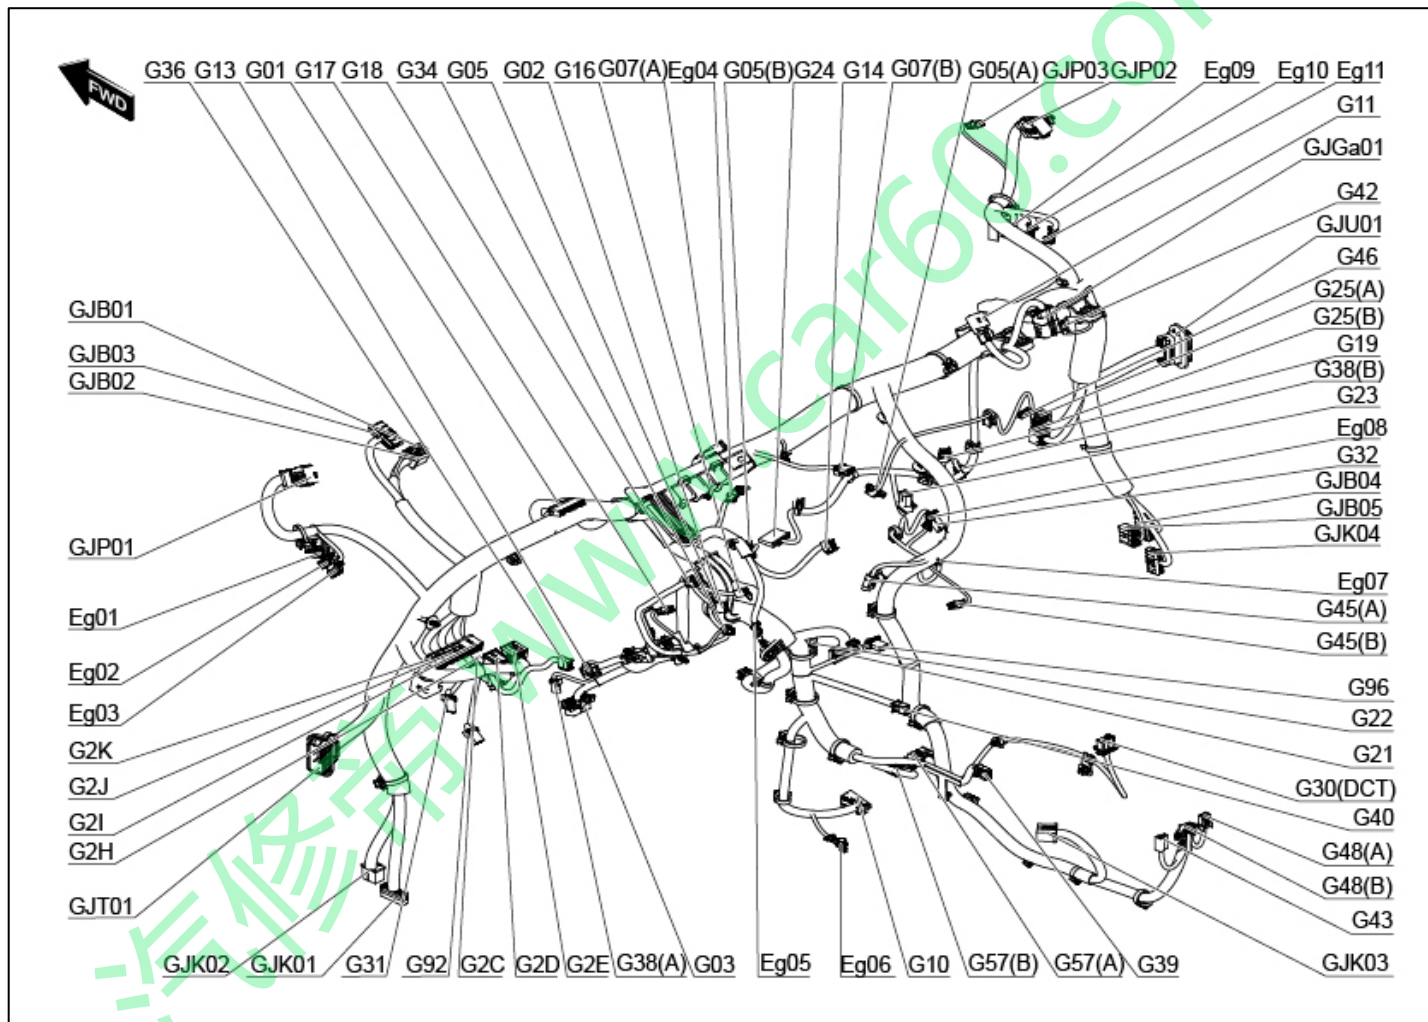 FWD
G36 G13 G01 G17 G18 G34 G05 G02 G16 G07(A) Eg04 G05(B) G24 G14 G07(B) G05(A) GJP03 GJP02 Eg09 Eg10 Eg11
G11
GJGa01
G42
GJU01
G46
G25(A)
G25(B)
G19
G38(B)
G23
Eg08
G32
GJB04
GJB05
GJK04
Eg07
G45(A)
G45(B)
G96
G22
G21
G30(DCT)
G40
G48(A)
G48(B)
G43
GJK03
GJB01
GJB03
GJB02
GJP01
Eg01
Eg02
Eg03
G2K
G2J
G2I
G2H
GJT01
GJK02 GJK01 G31 G92 G2C G2D G2E G38(A) G03 Eg05 Eg06 G10 G57(B) G57(A) G39
汽修帮 www.car60.com